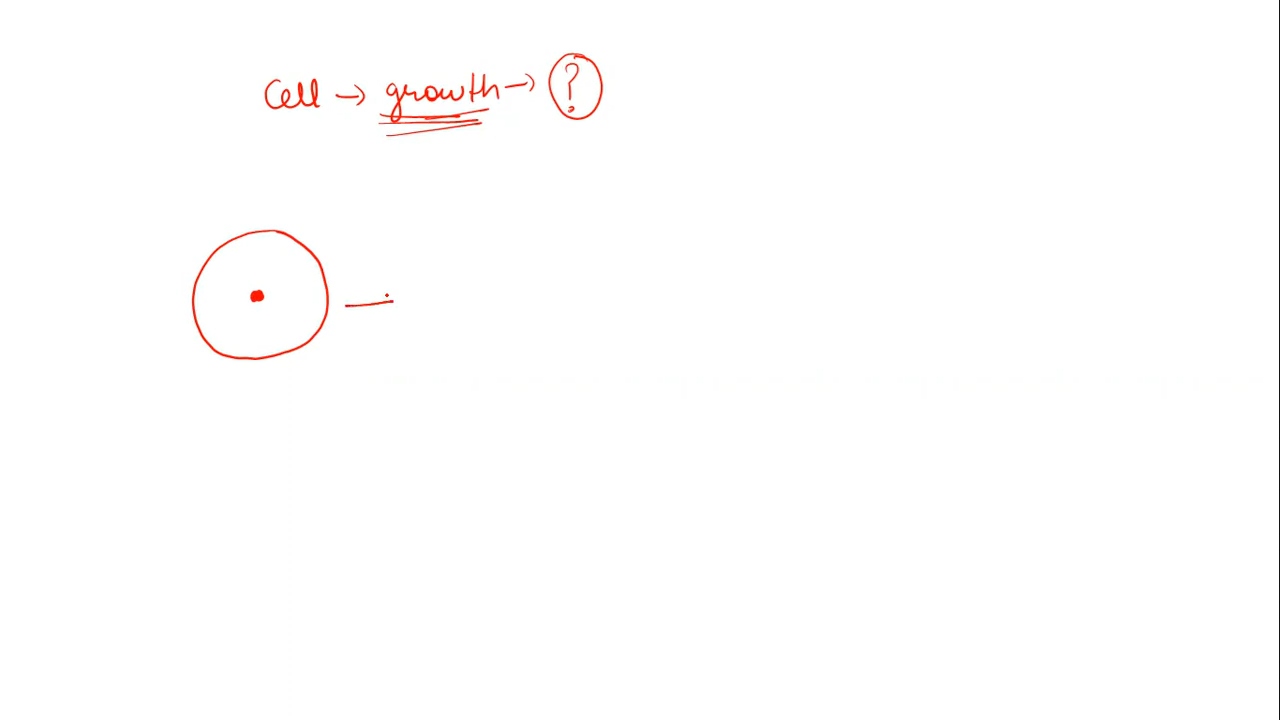 Cell → growth → ?